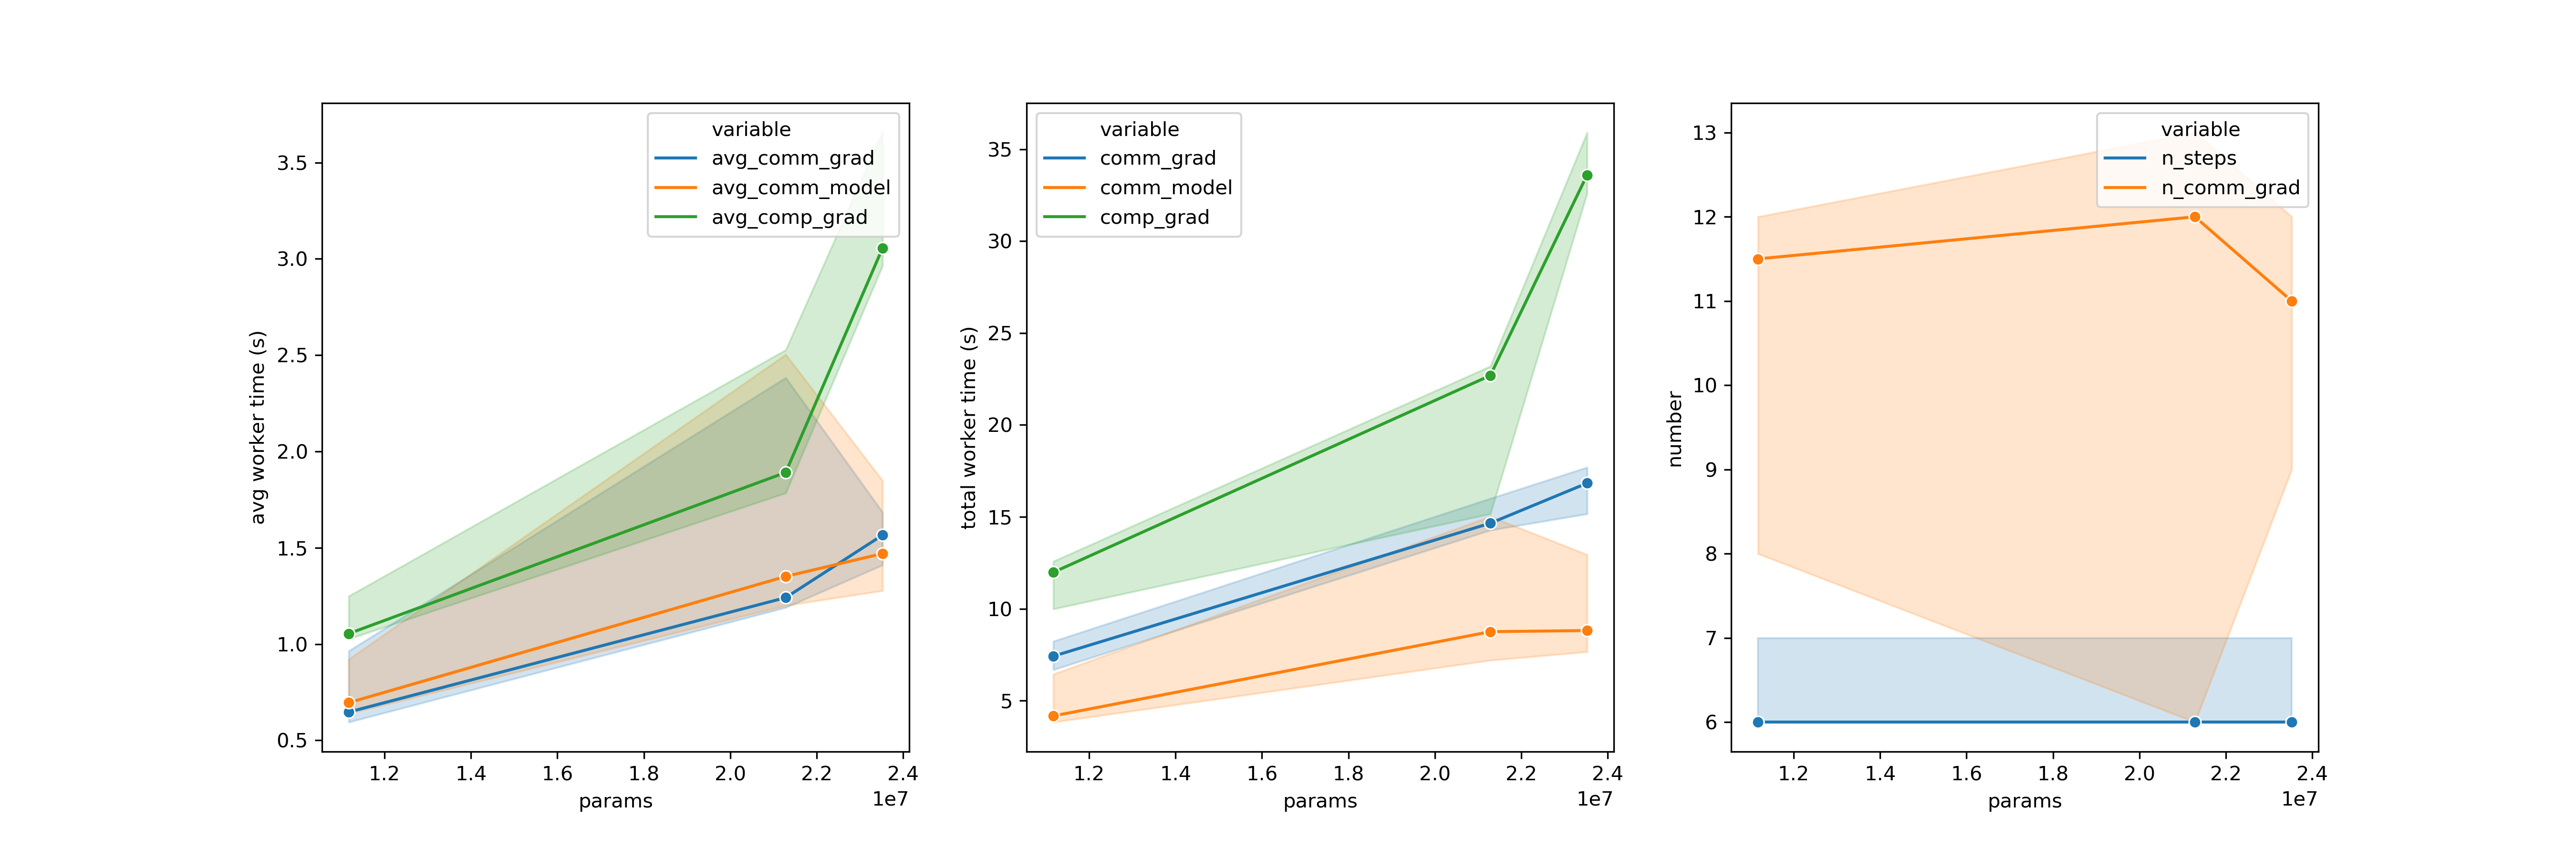 variable
avg_comm_grad
avg_comm_model
avg_comp_grad
3.5
3.0
2.5
2.0
1.5
1.0
0.5
avg worker time (s)
1.2 1.4 1.6 1.8 2.0 2.2 2.4
params
1e7
variable
comm_grad
comm_model
comp_grad
35
30
25
20
15
10
5
total worker time (s)
1.2 1.4 1.6 1.8 2.0 2.2 2.4
params
1e7
variable
n_steps
n_comm_grad
13
12
11
10
9
8
7
6
number
1.2 1.4 1.6 1.8 2.0 2.2 2.4
params
1e7